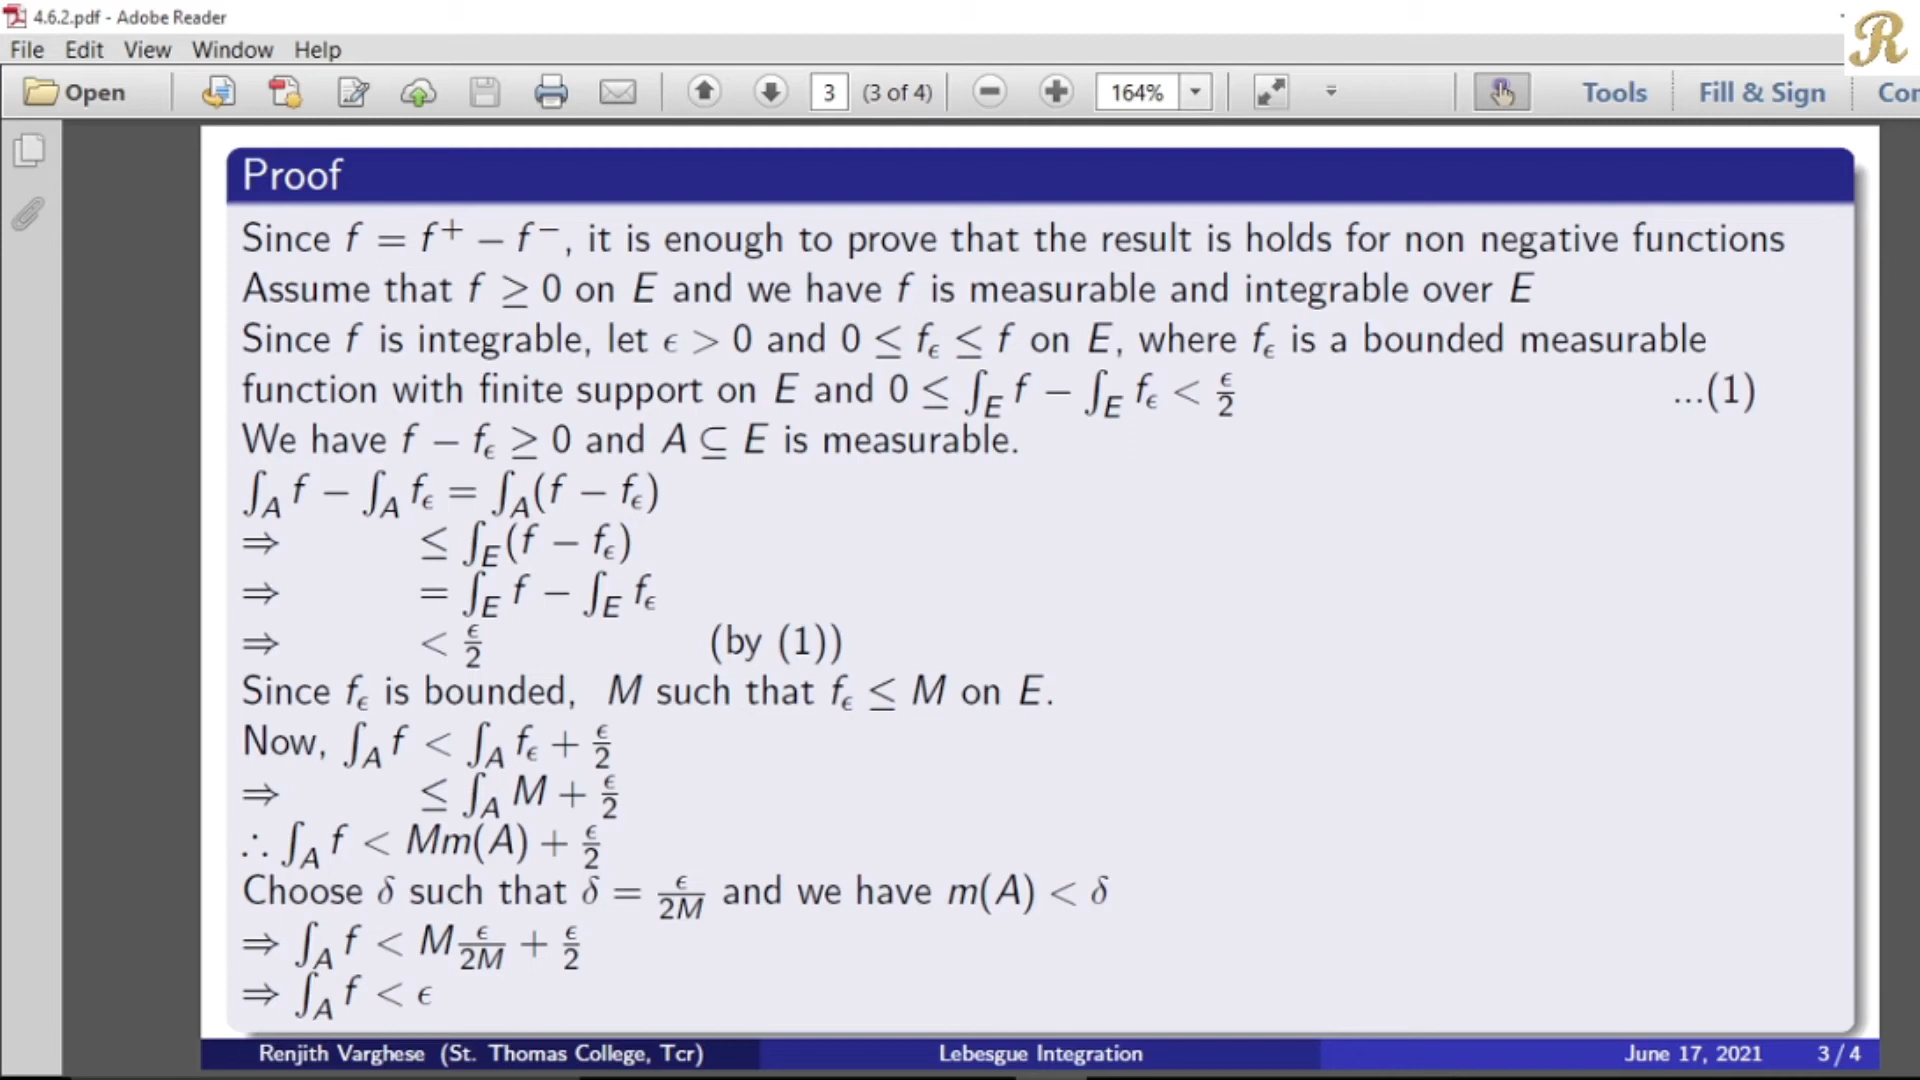 4.6.2.pdf - Adobe Reader
R
File Edit View Window Help
Open 3 (3 of 4) 164% Tools Fill & Sign Cor
Proof
Since f = f⁺ − f⁻, it is enough to prove that the result is holds for non negative functions
Assume that f ≥ 0 on E and we have f is measurable and integrable over E
Since f is integrable, let ϵ > 0 and 0 ≤ f_ϵ ≤ f on E, where f_ϵ is a bounded measurable
function with finite support on E and 0 ≤ ∫_E f − ∫_E f_ϵ < ϵ/2 ...(1)
We have f − f_ϵ ≥ 0 and A ⊆ E is measurable.
∫_A f − ∫_A f_ϵ = ∫_A(f − f_ϵ)
⇒ ≤ ∫_E(f − f_ϵ)
⇒ = ∫_E f − ∫_E f_ϵ
⇒ < ϵ/2 (by (1))
Since f_ϵ is bounded, M such that f_ϵ ≤ M on E.
Now, ∫_A f < ∫_A f_ϵ + ϵ/2
⇒ ≤ ∫_A M + ϵ/2
∴ ∫_A f < Mm(A) + ϵ/2
Choose δ such that δ = ϵ/2M and we have m(A) < δ
⇒ ∫_A f < M ϵ/2M + ϵ/2
⇒ ∫_A f < ϵ
Renjith Varghese (St. Thomas College, Tcr) Lebesgue Integration June 17, 2021 3 / 4